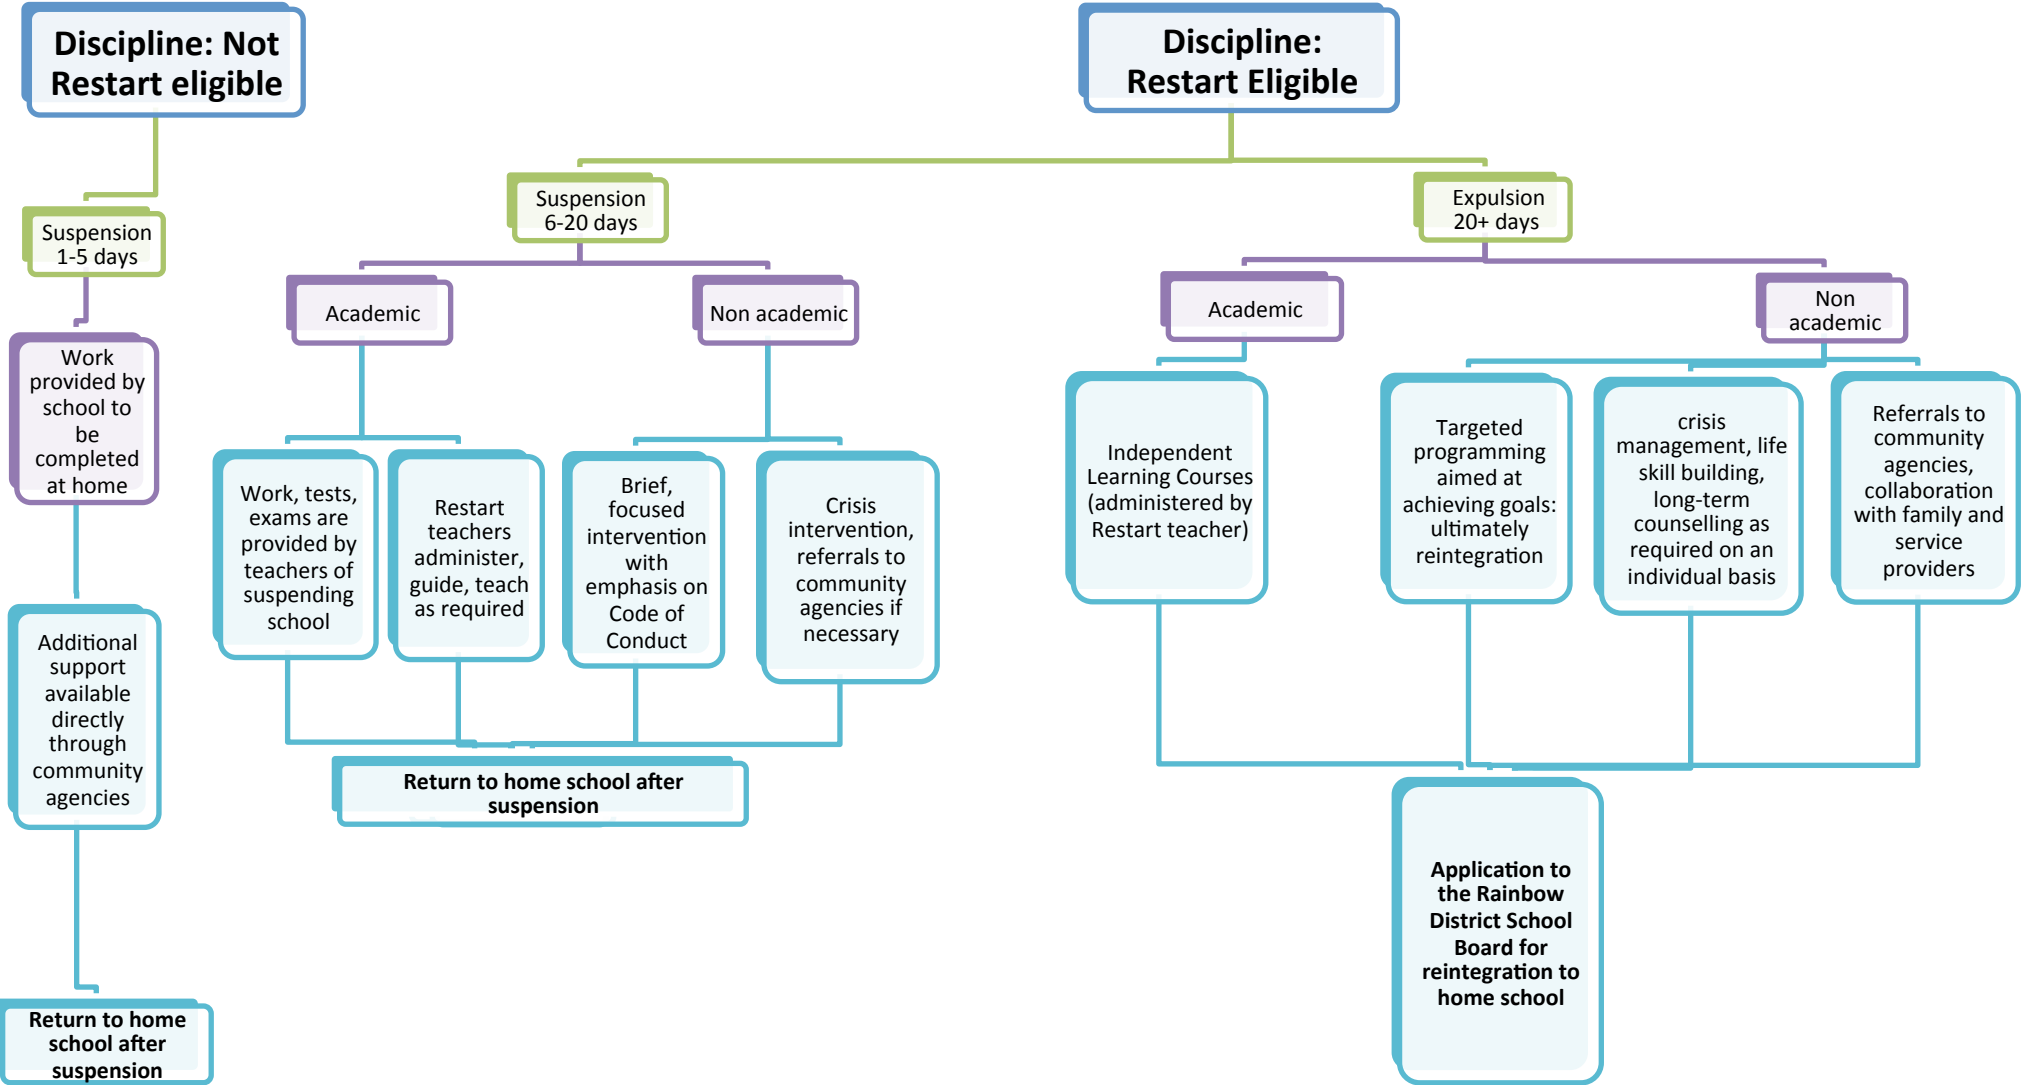 Discipline: Not
Restart eligible
Suspension
1-5 days
Work
provided by
school to
be
completed
at home
Additional
support
available
directly
through
community
agencies
Return to home
school after
suspension
Discipline:
Restart Eligible
Suspension
6-20 days
Academic
Work, tests,
exams are
provided by
teachers of
suspending
school
Restart
teachers
administer,
guide, teach
as required
Non academic
Brief,
focused
intervention
with
emphasis on
Code of
Conduct
Crisis
intervention,
referrals to
community
agencies if
necessary
Return to home school after
suspension
Expulsion
20+ days
Academic
Independent
Learning Courses
(administered by
Restart teacher)
Non
academic
Targeted
programming
aimed at
achieving goals:
ultimately
reintegration
crisis
management, life
skill building,
long-term
counselling as
required on an
individual basis
Referrals to
community
agencies,
collaboration
with family and
service
providers
Application to
the Rainbow
District School
Board for
reintegration to
home school